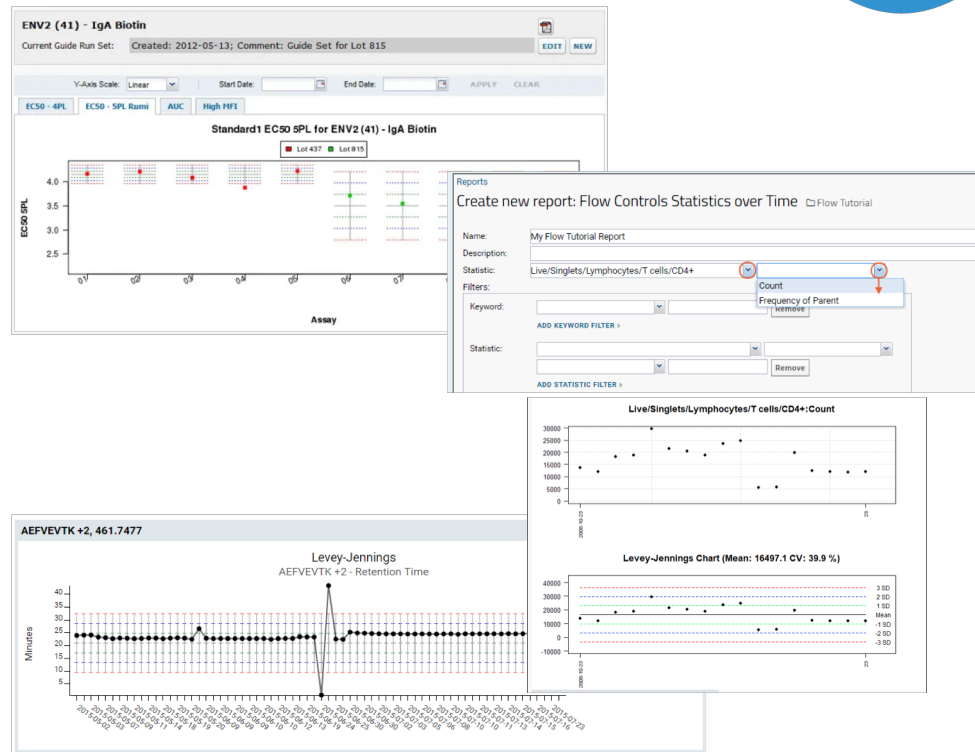 ENV2 (41) - IgA Biotin
Current Guide Run Set: Created: 2012-05-13; Comment: Guide Set for Lot 815 EDIT NEW
Y-Axis Scale: Linear Start Date: End Date: APPLY CLEAR
EC50 - 4PL EC50 - 5PL Rumi AUC High MFI
Standard1 EC50 5PL for ENV2 (41) - IgA Biotin
Lot 437 Lot 815
EC50 5PL
4.0
3.5
3.0
2.5
Assay
Reports
Create new report: Flow Controls Statistics over Time Flow Tutorial
Name: My Flow Tutorial Report
Description:
Statistic: Live/Singlets/Lymphocytes/T cells/CD4+
Count
Frequency of Parent
Filters:
Keyword: Remove
ADD KEYWORD FILTER
Statistic:
Remove
ADD STATISTIC FILTER
Live/Singlets/Lymphocytes/T cells/CD4+:Count
30000
25000
20000
15000
10000
5000
0
2008-10-23
23
Levey-Jennings Chart (Mean: 16497.1 CV: 39.9 %)
40000
30000
20000
10000
0
-10000
3 SD
2 SD
1 SD
Mean
-1 SD
-2 SD
-3 SD
2008-10-23
23
AEFVEVTK +2, 461.7477
Levey-Jennings
AEFVEVTK +2 - Retention Time
Minutes
40
35
30
25
20
15
10
5